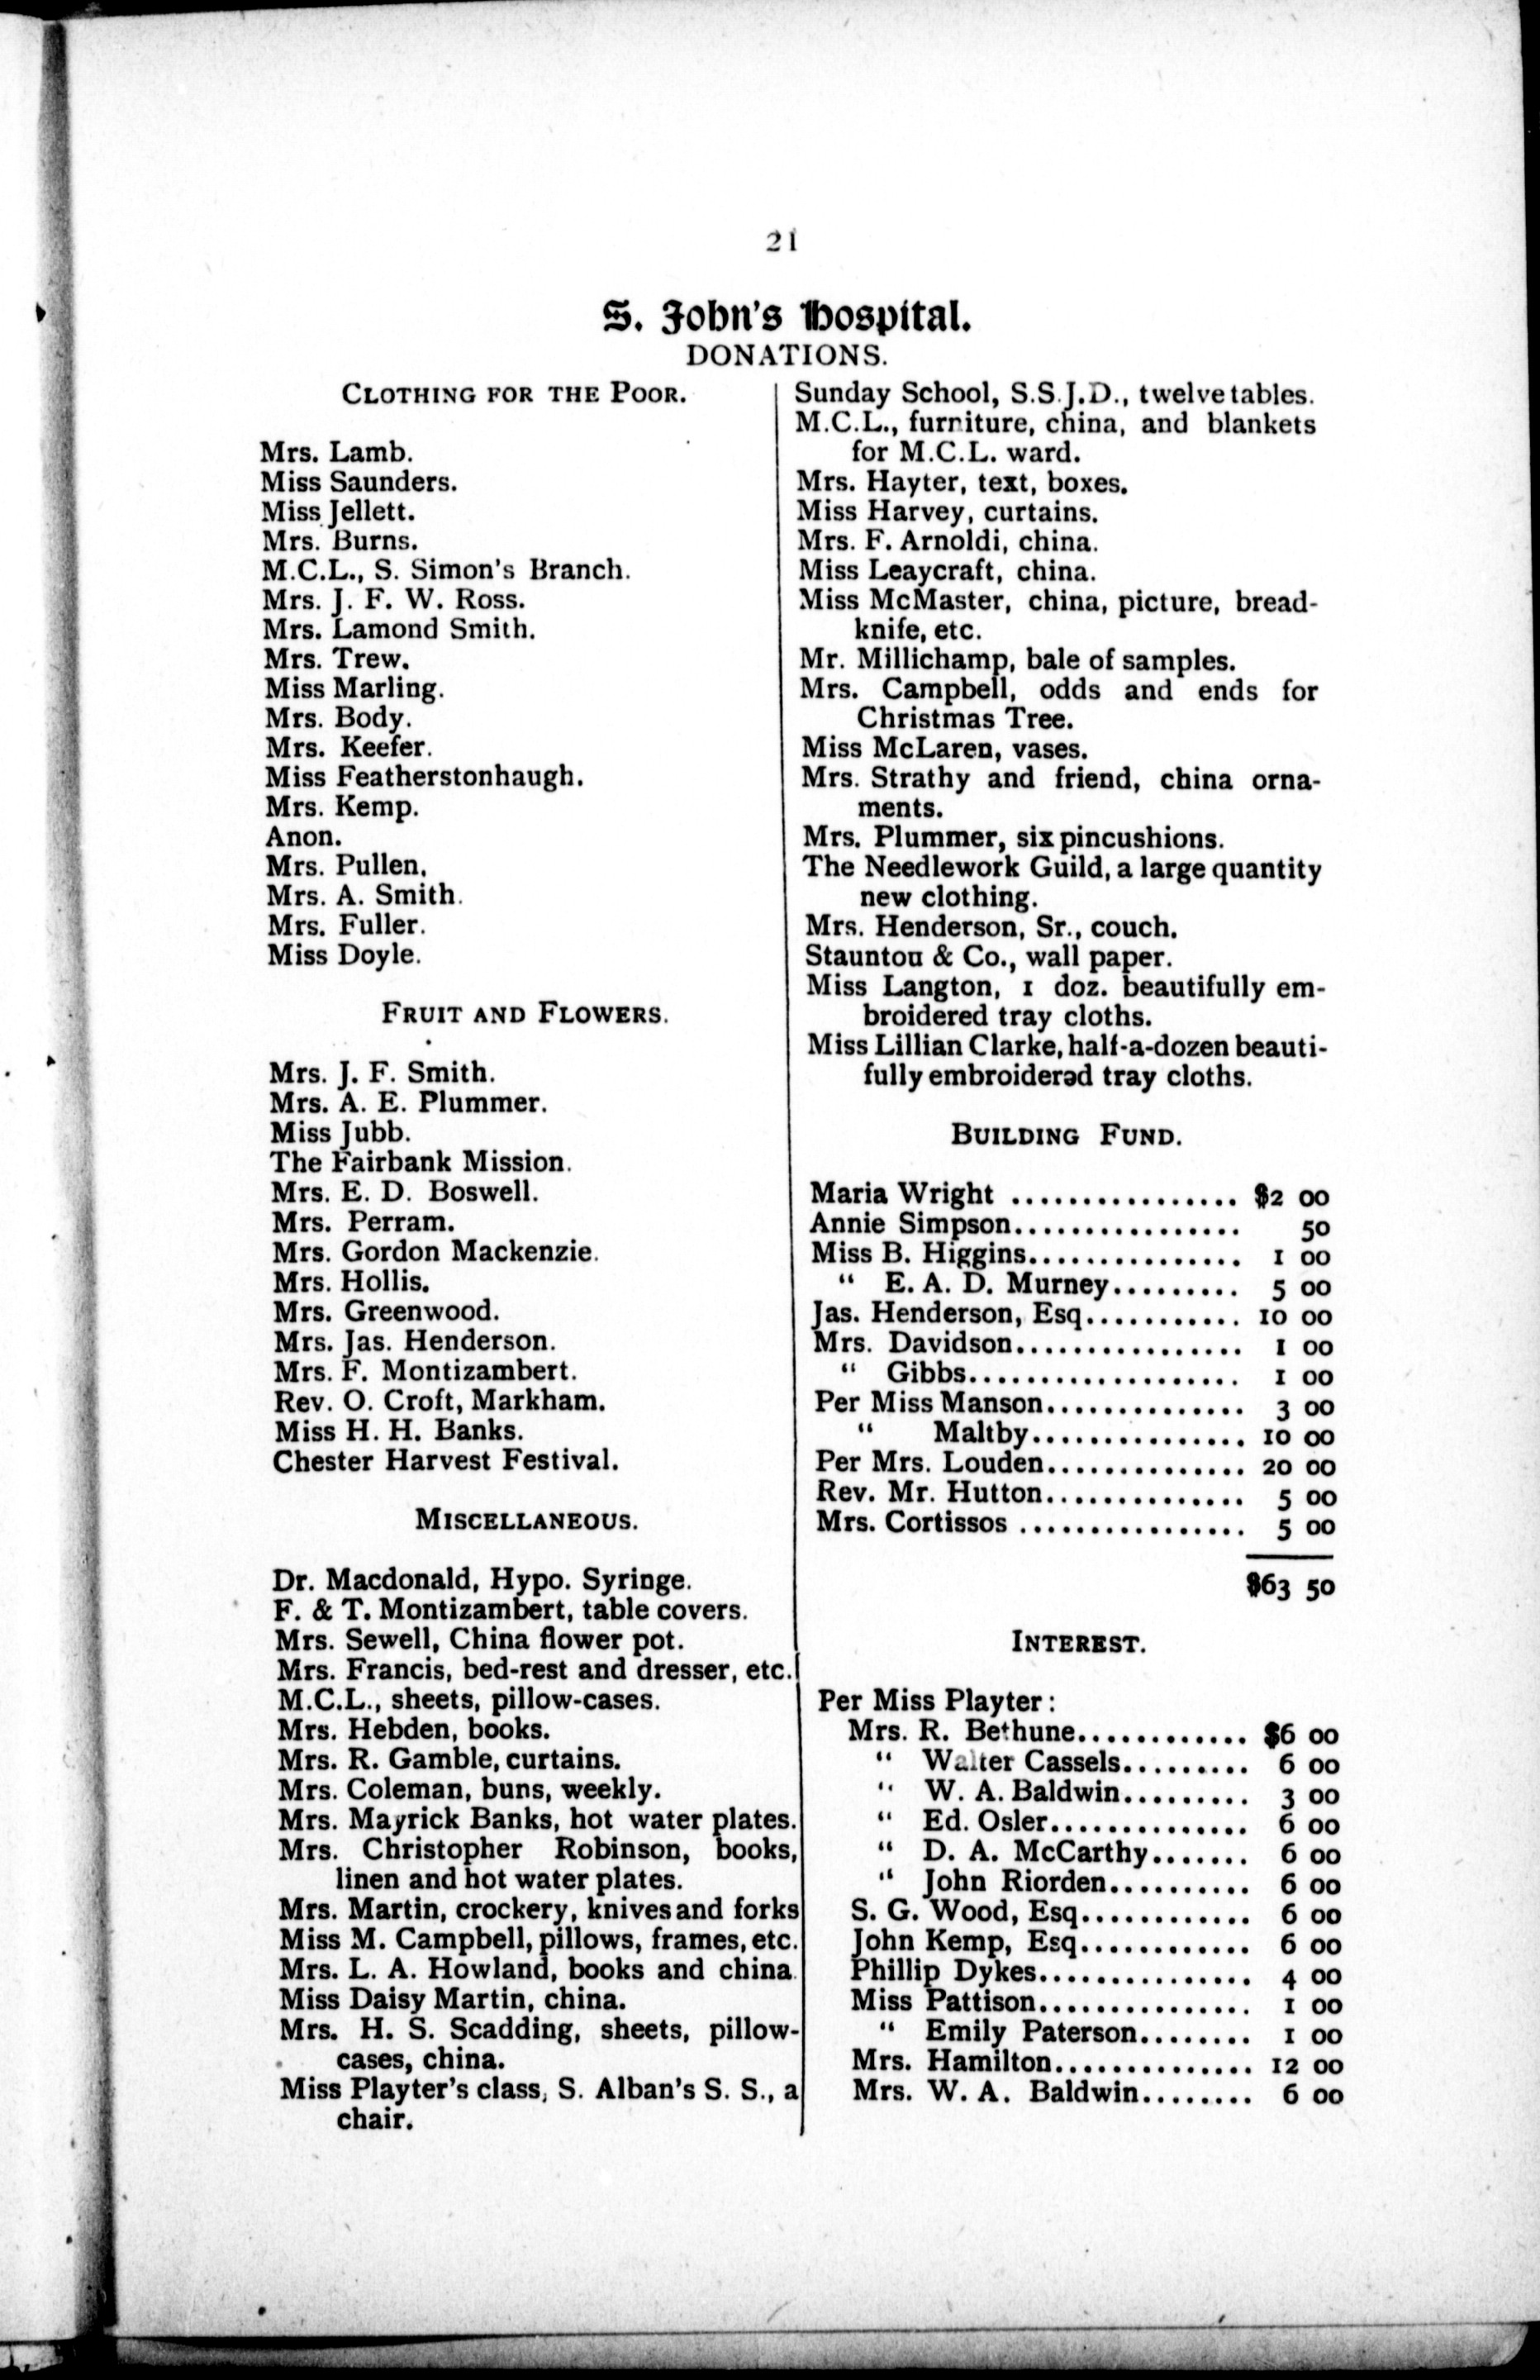 21
S. John's Hospital.
DONATIONS.
CLOTHING FOR THE POOR.
Mrs. Lamb.
Miss Saunders.
Miss Jellett.
Mrs. Burns.
M.C.L., S. Simon's Branch.
Mrs. J. F. W. Ross.
Mrs. Lamond Smith.
Mrs. Trew.
Miss Marling.
Mrs. Body.
Mrs. Keefer.
Miss Featherstonhaugh.
Mrs. Kemp.
Anon.
Mrs. Pullen.
Mrs. A. Smith.
Mrs. Fuller.
Miss Doyle.
FRUIT AND FLOWERS.
Mrs. J. F. Smith.
Mrs. A. E. Plummer.
Miss Jubb.
The Fairbank Mission.
Mrs. E. D. Boswell.
Mrs. Perram.
Mrs. Gordon Mackenzie.
Mrs. Hollis.
Mrs. Greenwood.
Mrs. Jas. Henderson.
Mrs. F. Montizambert.
Rev. O. Croft, Markham.
Miss H. H. Banks.
Chester Harvest Festival.
MISCELLANEOUS.
Dr. Macdonald, Hypo. Syringe.
F. & T. Montizambert, table covers.
Mrs. Sewell, China flower pot.
Mrs. Francis, bed-rest and dresser, etc.
M.C.L., sheets, pillow-cases.
Mrs. Hebden, books.
Mrs. R. Gamble, curtains.
Mrs. Coleman, buns, weekly.
Mrs. Mayrick Banks, hot water plates.
Mrs. Christopher Robinson, books,
linen and hot water plates.
Mrs. Martin, crockery, knives and forks
Miss M. Campbell, pillows, frames, etc.
Mrs. L. A. Howland, books and china.
Miss Daisy Martin, china.
Mrs. H. S. Scadding, sheets, pillow-
cases, china.
Miss Playter's class, S. Alban's S. S., a
chair.
Sunday School, S.S.J.D., twelve tables.
M.C.L., furniture, china, and blankets
for M.C.L. ward.
Mrs. Hayter, text, boxes.
Miss Harvey, curtains.
Mrs. F. Arnoldi, china.
Miss Leaycraft, china.
Miss McMaster, china, picture, bread-
knife, etc.
Mr. Millichamp, bale of samples.
Mrs. Campbell, odds and ends for
Christmas Tree.
Miss McLaren, vases.
Mrs. Strathy and friend, china orna-
ments.
Mrs. Plummer, six pincushions.
The Needlework Guild, a large quantity
new clothing.
Mrs. Henderson, Sr., couch.
Staunton & Co., wall paper.
Miss Langton, 1 doz. beautifully em-
broidered tray cloths.
Miss Lillian Clarke, half-a-dozen beauti-
fully embroidered tray cloths.
BUILDING FUND.
Maria Wright ................ $2 00
Annie Simpson................ 50
Miss B. Higgins............... 1 00
" E. A. D. Murney......... 5 00
Jas. Henderson, Esq........... 10 00
Mrs. Davidson................ 1 00
" Gibbs................... 1 00
Per Miss Manson.............. 3 00
" Maltby............... 10 00
Per Mrs. Louden.............. 20 00
Rev. Mr. Hutton.............. 5 00
Mrs. Cortissos ................ 5 00
$63 50
INTEREST.
Per Miss Playter:
Mrs. R. Bethune............ $6 00
" Walter Cassels......... 6 00
" W. A. Baldwin......... 3 00
" Ed. Osler.............. 6 00
" D. A. McCarthy....... 6 00
" John Riorden.......... 6 00
S. G. Wood, Esq............ 6 00
John Kemp, Esq............ 6 00
Phillip Dykes............... 4 00
Miss Pattison............... 1 00
" Emily Paterson........ 1 00
Mrs. Hamilton.............. 12 00
Mrs. W. A. Baldwin........ 6 00